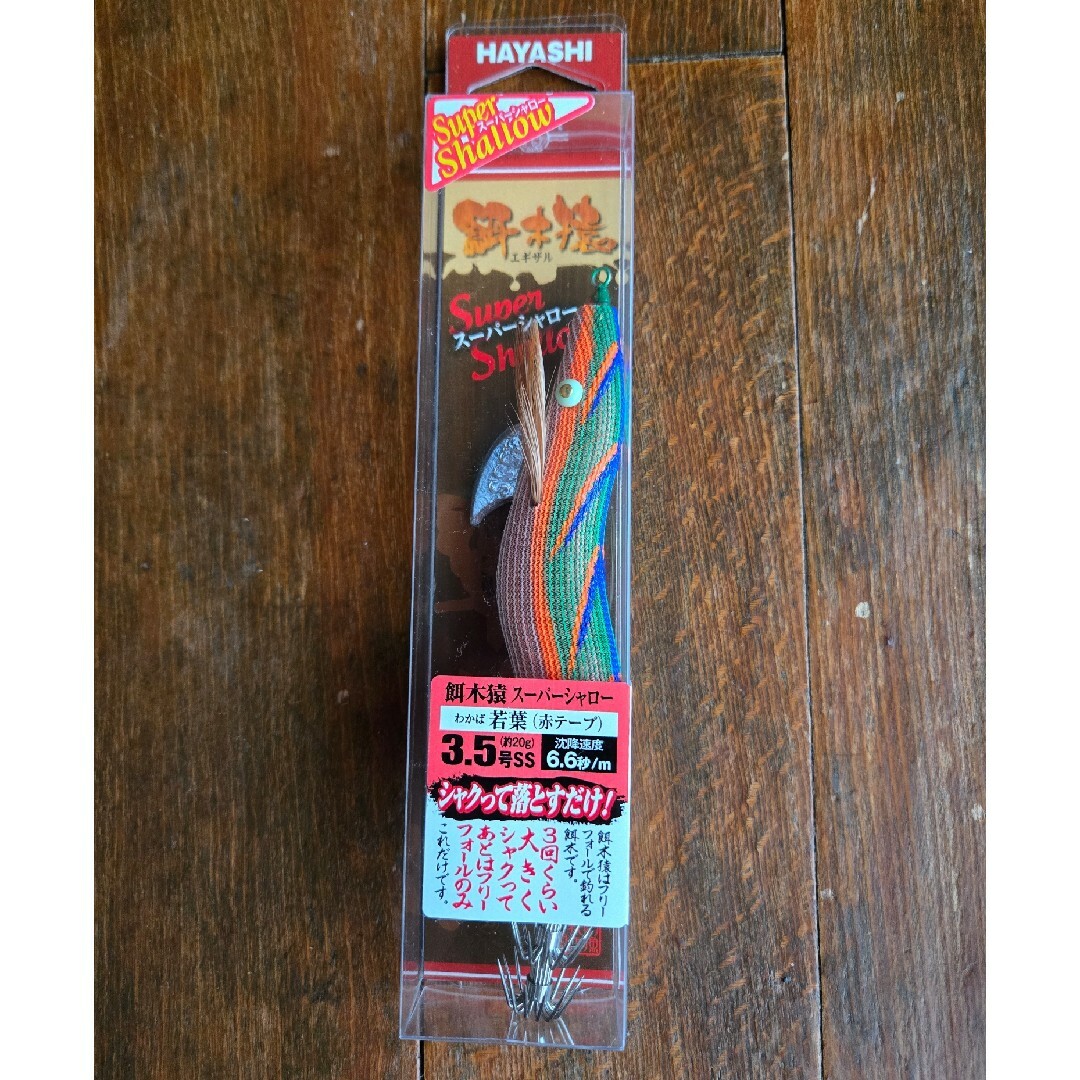 HAYASHI
Super
スーパーシャロー
Shallow
餌木猿
エギザル
Super
スーパーシャロー
餌木猿 スーパーシャロー
わかば 若葉(赤テープ)
3.5号SS (約20g) 沈降速度 6.6秒/m
シャクって落とすだけ!
餌木猿はフリー
フォールで釣れる
餌木です。
3回くらい
大きく
シャクって
あとはフリー
フォールのみ
これだけです。